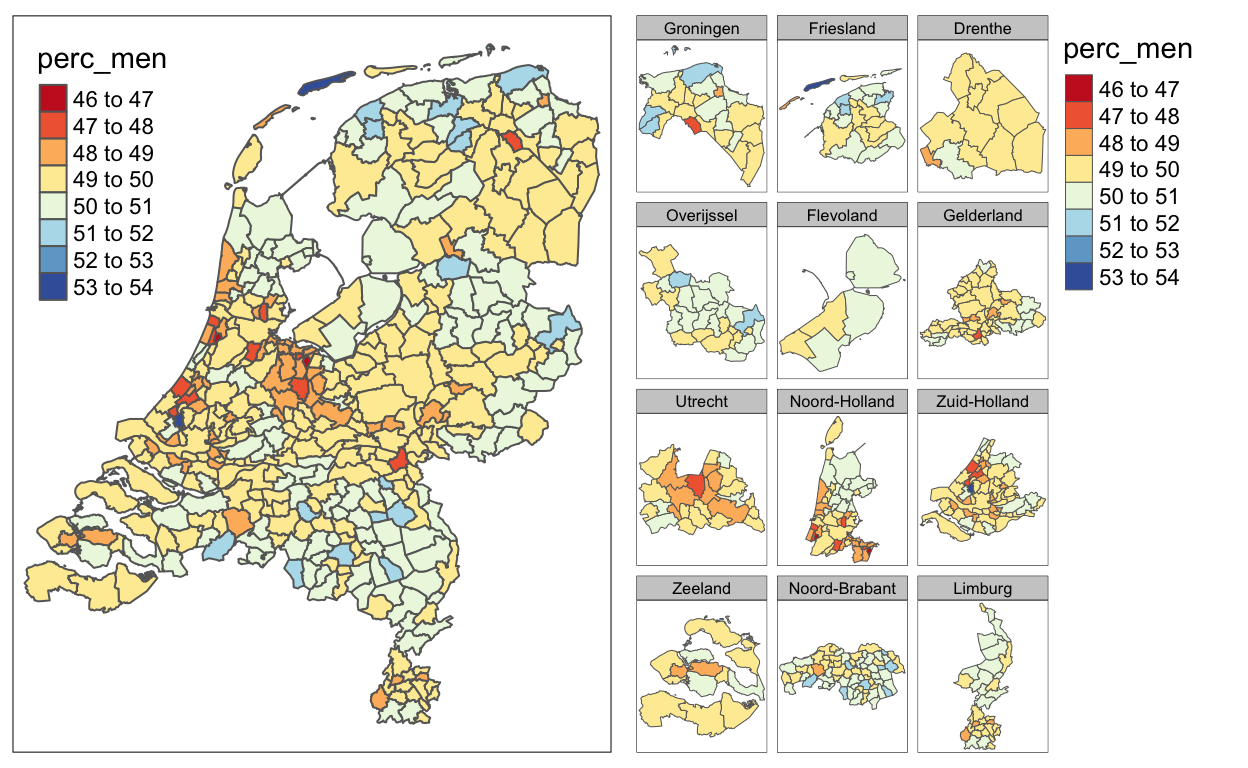 perc_men
46 to 47
47 to 48
48 to 49
49 to 50
50 to 51
51 to 52
52 to 53
53 to 54
Groningen
Friesland
Drenthe
Overijssel
Flevoland
Gelderland
Utrecht
Noord-Holland
Zuid-Holland
Zeeland
Noord-Brabant
Limburg
perc_men
46 to 47
47 to 48
48 to 49
49 to 50
50 to 51
51 to 52
52 to 53
53 to 54